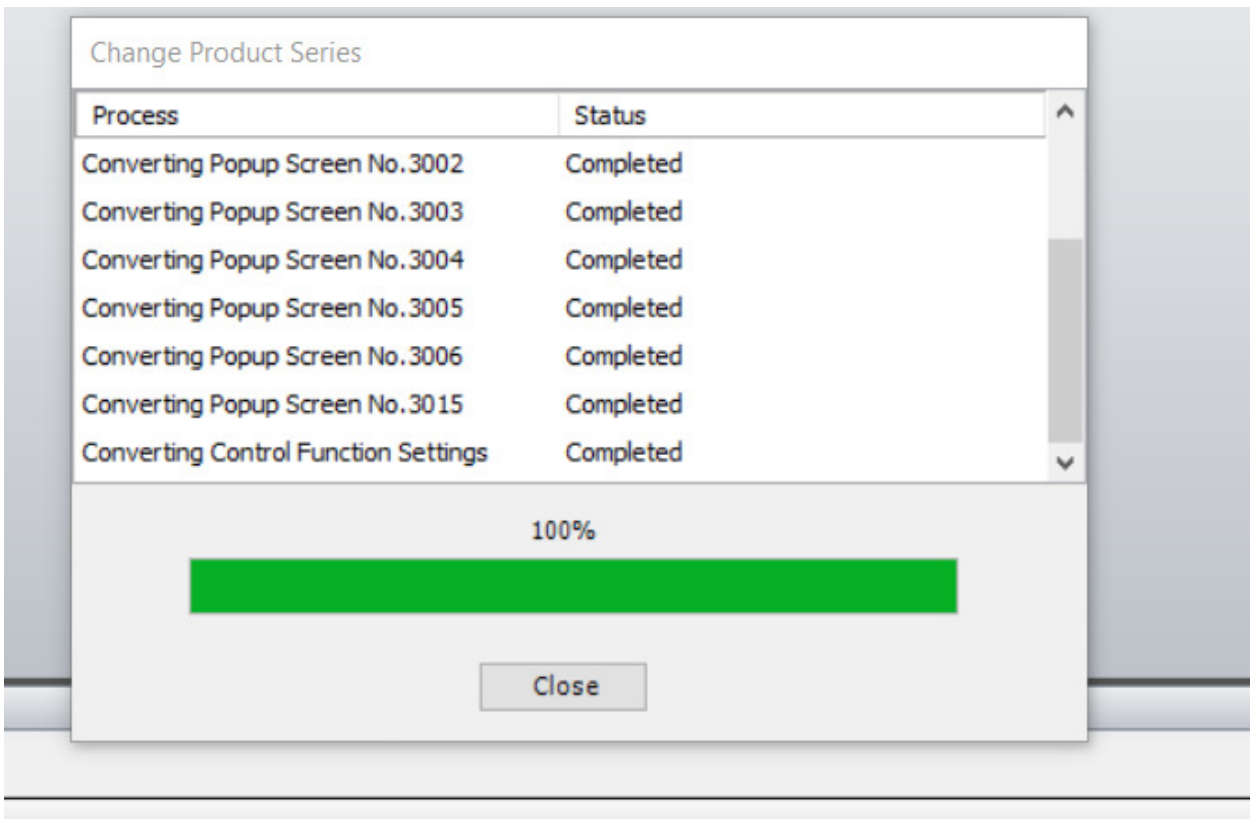 Change Product Series
Process Status
Converting Popup Screen No.3002 Completed
Converting Popup Screen No.3003 Completed
Converting Popup Screen No.3004 Completed
Converting Popup Screen No.3005 Completed
Converting Popup Screen No.3006 Completed
Converting Popup Screen No.3015 Completed
Converting Control Function Settings Completed
100%
Close